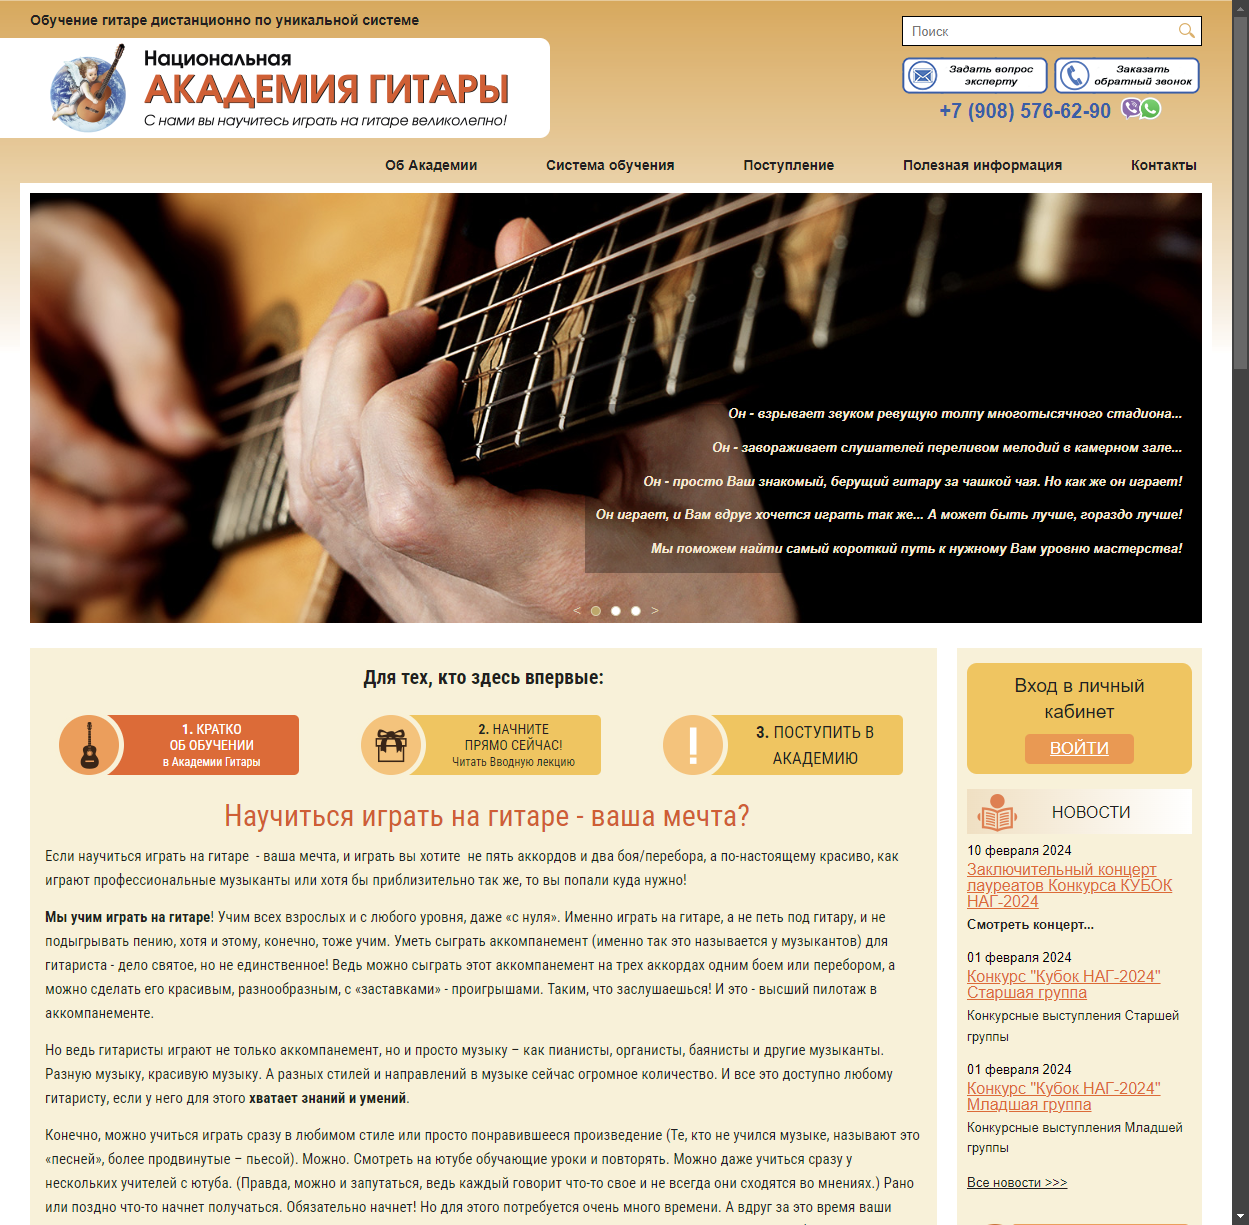 Обучение гитаре дистанционно по уникальной системе
Национальная
АКАДЕМИЯ ГИТАРЫ
С нами вы научитесь играть на гитаре великолепно!
Поиск
Задать вопрос
эксперту
Заказать
обратный звонок
+7 (908) 576-62-90
Об Академии
Система обучения
Поступление
Полезная информация
Контакты
Он - взрывает звуком ревущую толпу многотысячного стадиона...
Он - завораживает слушателей переливом мелодий в камерном зале...
Он - просто Ваш знакомый, берущий гитару за чашкой чая. Но как же он играет!
Он играет, и Вам вдруг хочется играть так же... А может быть лучше, гораздо лучше!
Мы поможем найти самый короткий путь к нужному Вам уровню мастерства!
< >
Для тех, кто здесь впервые:
1. КРАТКО
ОБ ОБУЧЕНИИ
в Академии Гитары
2. НАЧНИТЕ
ПРЯМО СЕЙЧАС!
Читать Вводную лекцию
3. ПОСТУПИТЬ В
АКАДЕМИЮ
Научиться играть на гитаре - ваша мечта?
Если научиться играть на гитаре - ваша мечта, и играть вы хотите не пять аккордов и два боя/перебора, а по-настоящему красиво, как
играют профессиональные музыканты или хотя бы приблизительно так же, то вы попали куда нужно!
Мы учим играть на гитаре! Учим всех взрослых и с любого уровня, даже «с нуля». Именно играть на гитаре, а не петь под гитару, и не
подыгрывать пению, хотя и этому, конечно, тоже учим. Уметь сыграть аккомпанемент (именно так это называется у музыкантов) для
гитариста - дело святое, но не единственное! Ведь можно сыграть этот аккомпанемент на трех аккордах одним боем или перебором, а
можно сделать его красивым, разнообразным, с «заставками» - проигрышами. Таким, что заслушаешься! И это - высший пилотаж в
аккомпанементе.
Но ведь гитаристы играют не только аккомпанемент, но и просто музыку – как пианисты, органисты, баянисты и другие музыканты.
Разную музыку, красивую музыку. А разных стилей и направлений в музыке сейчас огромное количество. И все это доступно любому
гитаристу, если у него для этого хватает знаний и умений.
Конечно, можно учиться играть сразу в любимом стиле или просто понравившееся произведение (Те, кто не учился музыке, называют это
«песней», более продвинутые – пьесой). Можно. Смотреть на ютубе обучающие уроки и повторять. Можно даже учиться сразу у
нескольких учителей с ютуба. (Правда, можно и запутаться, ведь каждый говорит что-то свое и не всегда они сходятся во мнениях.) Рано
или поздно что-то начнет получаться. Обязательно начнет! Но для этого потребуется очень много времени. А вдруг за это время ваши
Вход в личный
кабинет
ВОЙТИ
НОВОСТИ
10 февраля 2024
Заключительный концерт
лауреатов Конкурса КУБОК
НАГ-2024
Смотреть концерт...
01 февраля 2024
Конкурс "Кубок НАГ-2024"
Старшая группа
Конкурсные выступления Старшей
группы
01 февраля 2024
Конкурс "Кубок НАГ-2024"
Младшая группа
Конкурсные выступления Младшей
группы
Все новости >>>